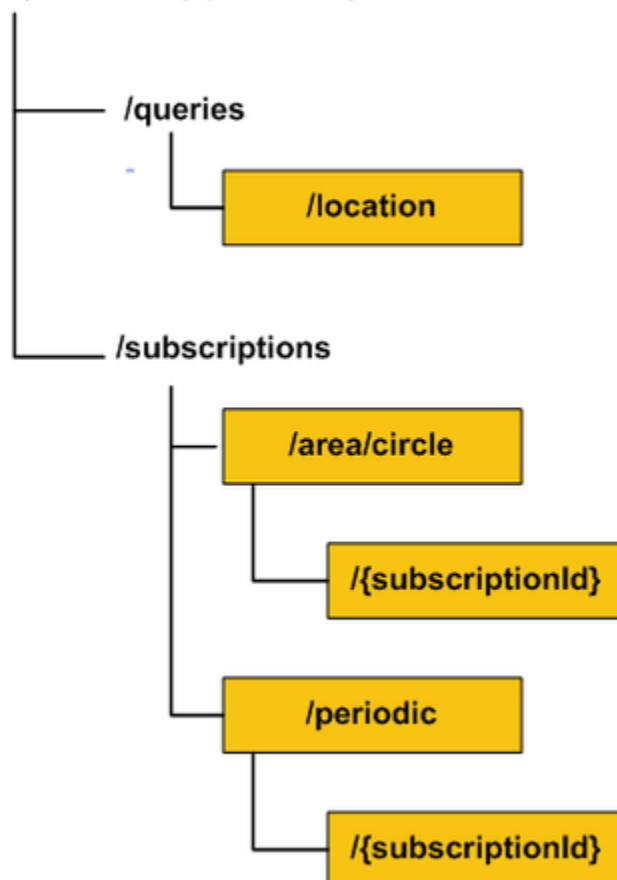 /queries
/location
/subscriptions
/area/circle
/{subscriptionId}
/periodic
/{subscriptionId}